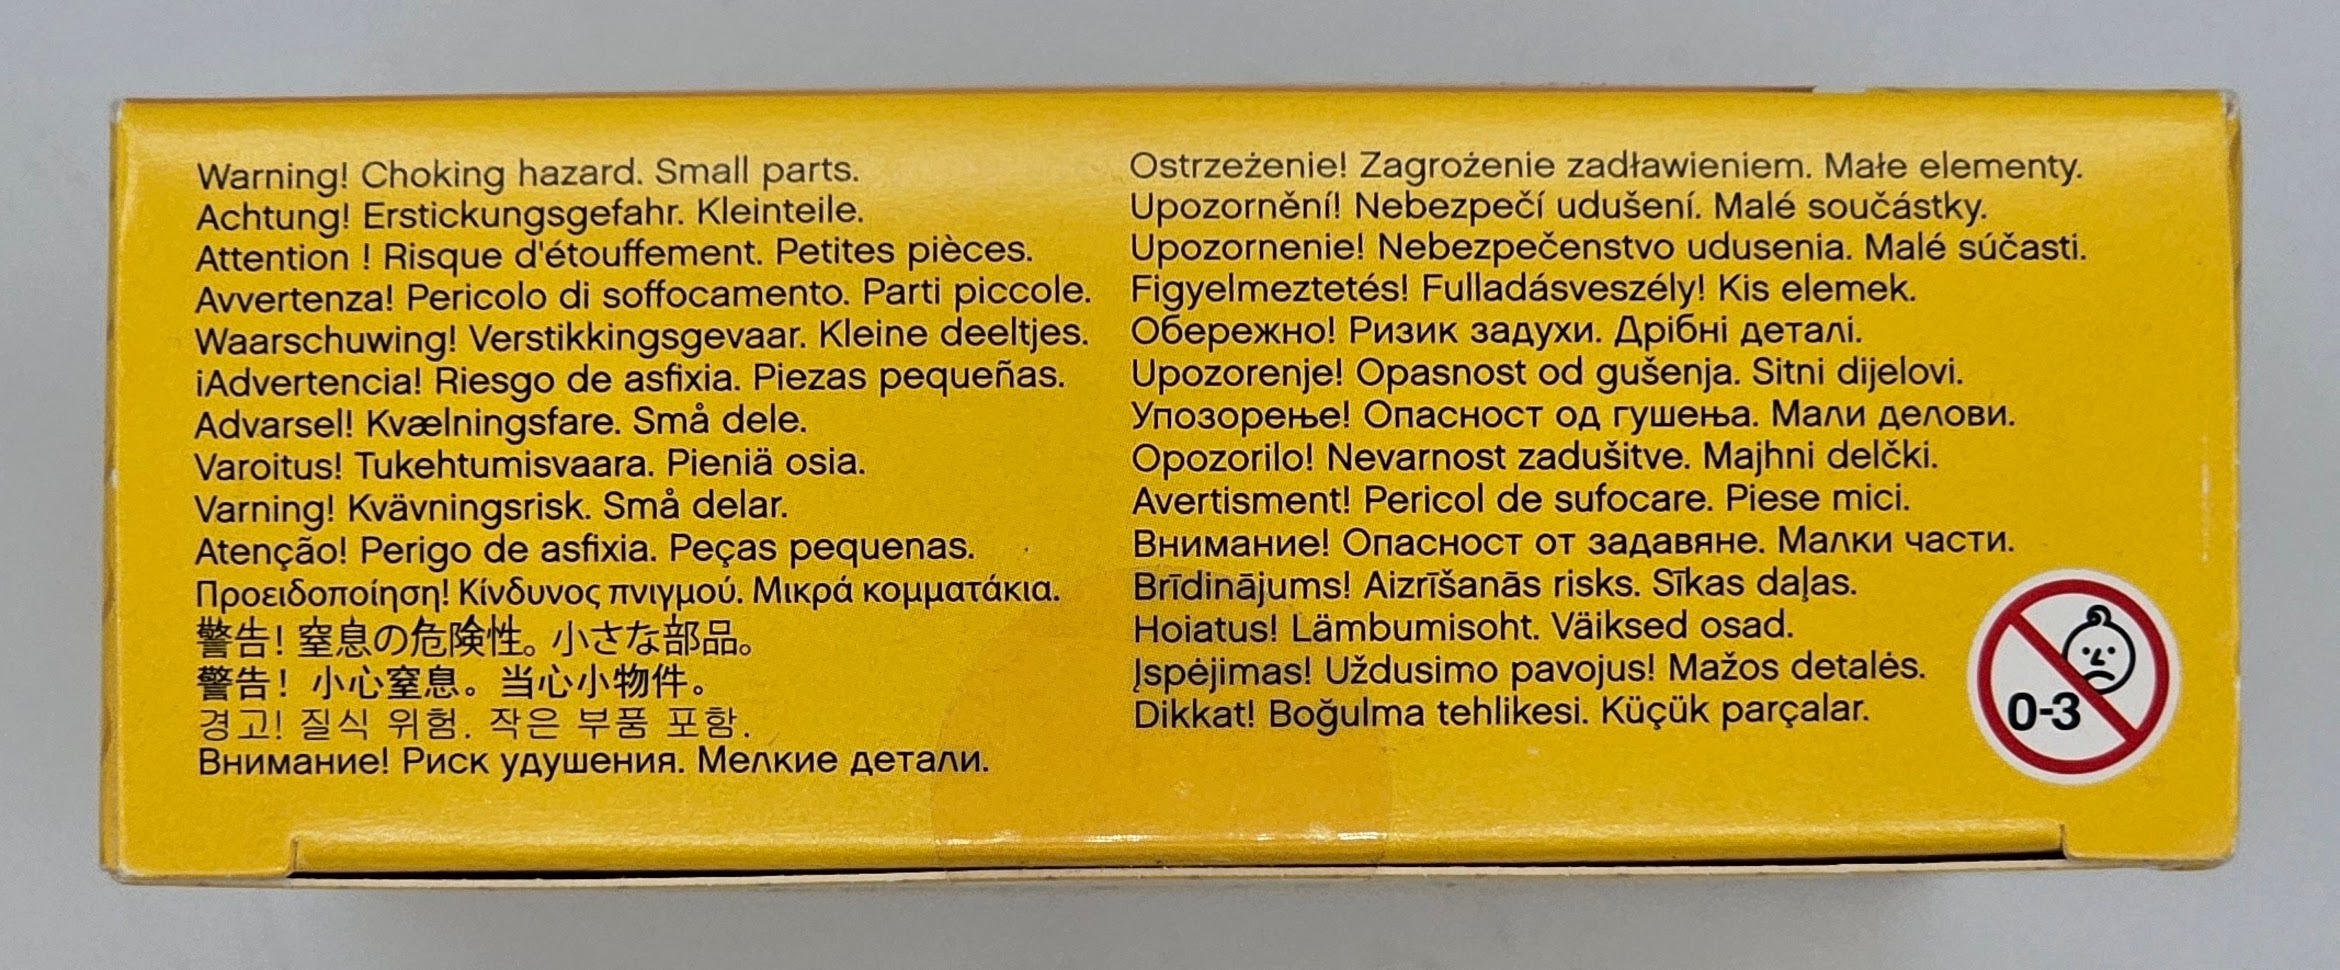 Warning! Choking hazard. Small parts.
Achtung! Erstickungsgefahr. Kleinteile.
Attention ! Risque d'étouffement. Petites pièces.
Avvertenza! Pericolo di soffocamento. Parti piccole.
Waarschuwing! Verstikkingsgevaar. Kleine deeltjes.
¡Advertencia! Riesgo de asfixia. Piezas pequeñas.
Advarsel! Kvælningsfare. Små dele.
Varoitus! Tukehtumisvaara. Pieniä osia.
Varning! Kvävningsrisk. Små delar.
Atenção! Perigo de asfixia. Peças pequenas.
Προειδοποίηση! Κίνδυνος πνιγμού. Μικρά κομματάκια.
警告! 窒息の危険性。小さな部品。
警告！小心窒息。当心小物件。
경고! 질식 위험. 작은 부품 포함.
Внимание! Риск удушения. Мелкие детали.
Ostrzeżenie! Zagrożenie zadławieniem. Małe elementy.
Upozornění! Nebezpečí udušení. Malé součástky.
Upozornenie! Nebezpečenstvo udusenia. Malé súčasti.
Figyelmeztetés! Fulladásveszély! Kis elemek.
Обережно! Ризик задухи. Дрібні деталі.
Upozorenje! Opasnost od gušenja. Sitni dijelovi.
Упозорење! Опасност од гушења. Мали делови.
Opozorilo! Nevarnost zadušitve. Majhni delčki.
Avertisment! Pericol de sufocare. Piese mici.
Внимание! Опасност от задавяне. Малки части.
Brīdinājums! Aizrīšanās risks. Sīkas daļas.
Hoiatus! Lämbumisoht. Väiksed osad.
Įspėjimas! Uždusimo pavojus! Mažos detalės.
Dikkat! Boğulma tehlikesi. Küçük parçalar.
0-3